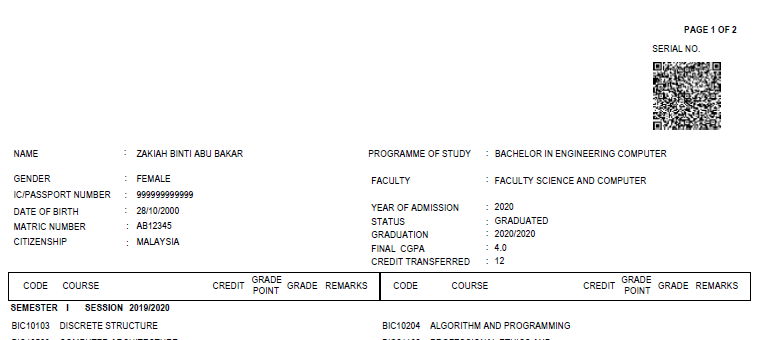 PAGE 1 OF 2
SERIAL NO.
NAME : ZAKIAH BINTI ABU BAKAR
GENDER : FEMALE
IC/PASSPORT NUMBER : 999999999999
DATE OF BIRTH : 28/10/2000
MATRIC NUMBER : AB12345
CITIZENSHIP : MALAYSIA
PROGRAMME OF STUDY : BACHELOR IN ENGINEERING COMPUTER
FACULTY : FACULTY SCIENCE AND COMPUTER
YEAR OF ADMISSION : 2020
STATUS : GRADUATED
GRADUATION : 2020/2020
FINAL CGPA : 4.0
CREDIT TRANSFERRED : 12
CODE COURSE CREDIT GRADE POINT GRADE REMARKS
CODE COURSE CREDIT GRADE POINT GRADE REMARKS
SEMESTER I SESSION 2019/2020
BIC10103 DISCRETE STRUCTURE
BIC10204 ALGORITHM AND PROGRAMMING